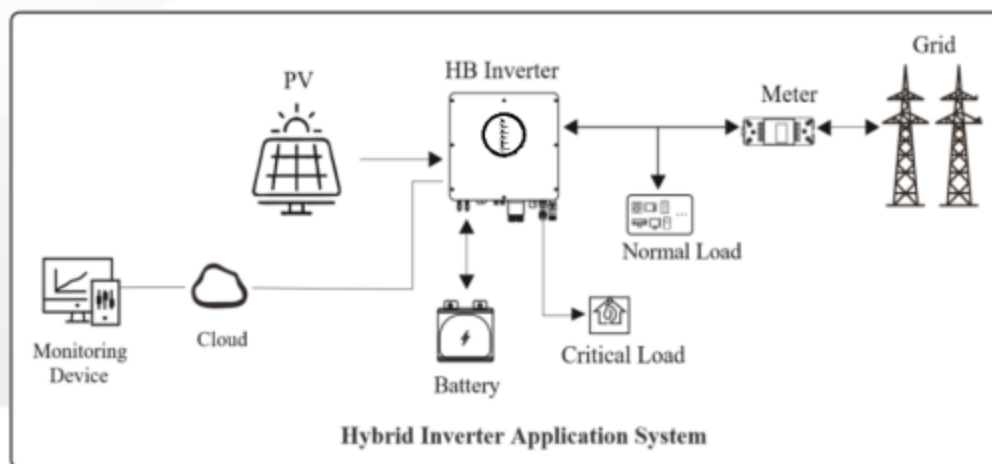 Grid
HB Inverter
PV
Meter
Normal Load
Cloud
Monitoring
Device
Critical Load
Battery
Hybrid Inverter Application System